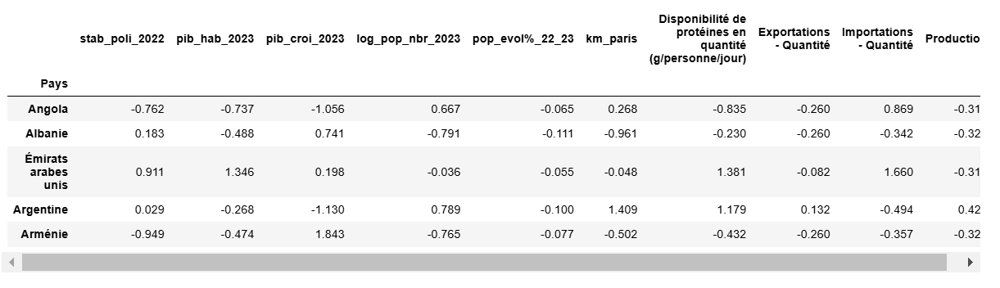 stab_poli_2022 pib_hab_2023 pib_croi_2023 log_pop_nbr_2023 pop_evol%_22_23 km_paris Disponibilité de protéines en quantité (g/personne/jour) Exportations - Quantité Importations - Quantité Productio
Pays
Angola -0.762 -0.737 -1.056 0.667 -0.065 0.268 -0.835 -0.260 0.869 -0.31
Albanie 0.183 -0.488 0.741 -0.791 -0.111 -0.961 -0.230 -0.260 -0.342 -0.32
Émirats arabes unis 0.911 1.346 0.198 -0.036 -0.055 -0.048 1.381 -0.082 1.660 -0.31
Argentine 0.029 -0.268 -1.130 0.789 -0.100 1.409 1.179 0.132 -0.494 0.42
Arménie -0.949 -0.474 1.843 -0.765 -0.077 -0.502 -0.432 -0.260 -0.357 -0.32